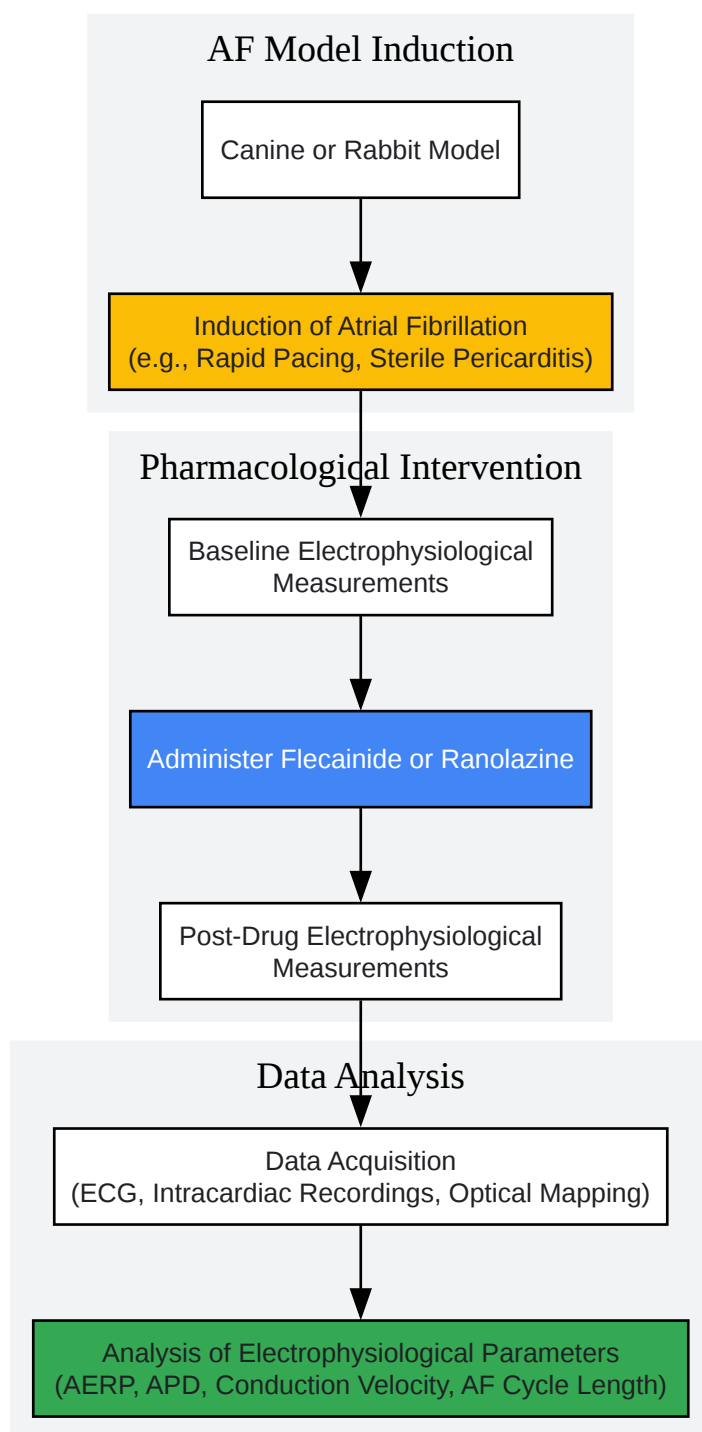 AF Model Induction
Canine or Rabbit Model
Induction of Atrial Fibrillation
(e.g., Rapid Pacing, Sterile Pericarditis)
Pharmacological Intervention
Baseline Electrophysiological
Measurements
Administer Flecainide or Ranolazine
Post-Drug Electrophysiological
Measurements
Data Analysis
Data Acquisition
(ECG, Intracardiac Recordings, Optical Mapping)
Analysis of Electrophysiological Parameters
(AERP, APD, Conduction Velocity, AF Cycle Length)